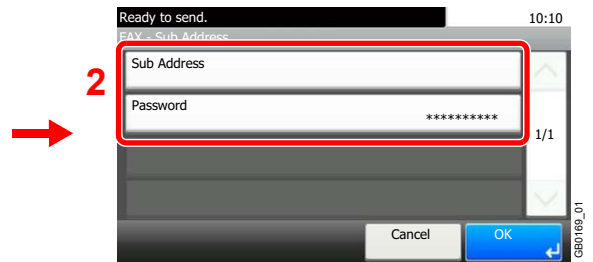 Ready to send.
10:10
FAX - Sub Address
2
Sub Address
Password
**********
1/1
Cancel
OK
GB0169_01